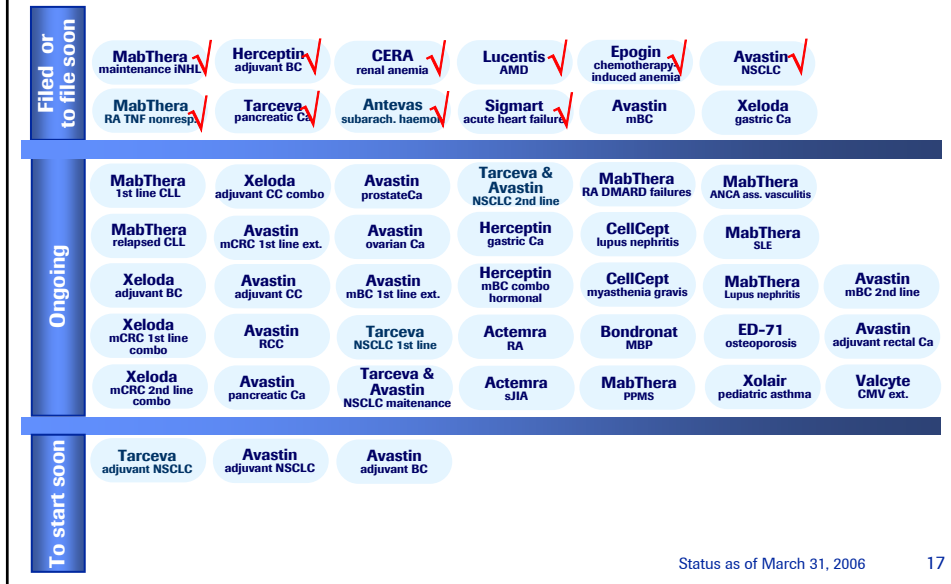 Filed or
to file soon
MabThera
maintenance iNHL
Herceptin
adjuvant BC
CERA
renal anemia
Lucentis
AMD
Epogin
chemotherapy-
induced anemia
Avastin
NSCLC
MabThera
RA TNF nonresp.
Tarceva
pancreatic Ca
Antevas
subarach. haemor
Sigmart
acute heart failure
Avastin
mBC
Xeloda
gastric Ca
Ongoing
MabThera
1st line CLL
Xeloda
adjuvant CC combo
Avastin
prostateCa
Tarceva &
Avastin
NSCLC 2nd line
MabThera
RA DMARD failures
MabThera
ANCA ass. vasculitis
MabThera
relapsed CLL
Avastin
mCRC 1st line ext.
Avastin
ovarian Ca
Herceptin
gastric Ca
CellCept
lupus nephritis
MabThera
SLE
Xeloda
adjuvant BC
Avastin
adjuvant CC
Avastin
mBC 1st line ext.
Herceptin
mBC combo
hormonal
CellCept
myasthenia gravis
MabThera
Lupus nephritis
Avastin
mBC 2nd line
Xeloda
mCRC 1st line
combo
Avastin
RCC
Tarceva
NSCLC 1st line
Actemra
RA
Bondronat
MBP
ED-71
osteoporosis
Avastin
adjuvant rectal Ca
Xeloda
mCRC 2nd line
combo
Avastin
pancreatic Ca
Tarceva &
Avastin
NSCLC maitenance
Actemra
sJIA
MabThera
PPMS
Xolair
pediatric asthma
Valcyte
CMV ext.
To start soon
Tarceva
adjuvant NSCLC
Avastin
adjuvant NSCLC
Avastin
adjuvant BC
Status as of March 31, 2006
17